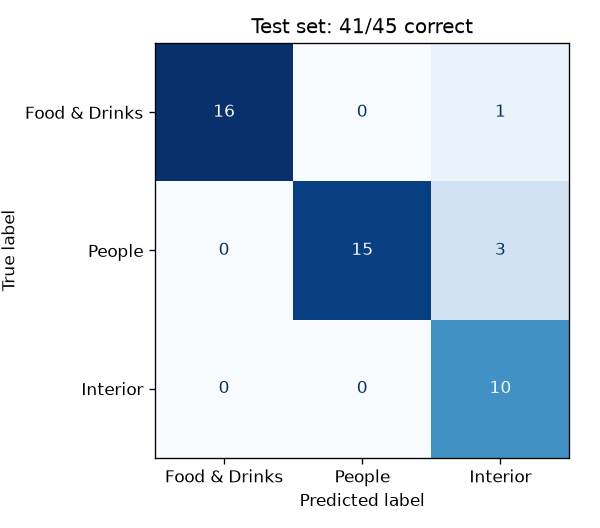 Test set: 41/45 correct
True label
Food & Drinks 16 0 1
People 0 15 3
Interior 0 0 10
Food & Drinks People Interior
Predicted label